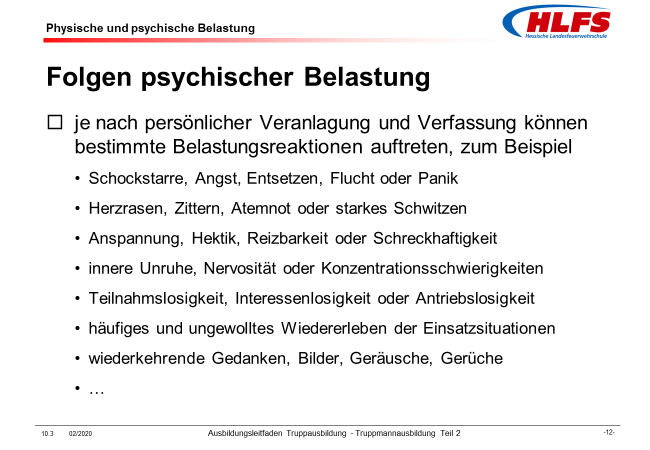 Physische und psychische Belastung
HLFS
Hessische Landesfeuerwehrschule
Folgen psychischer Belastung
je nach persönlicher Veranlagung und Verfassung können
bestimmte Belastungsreaktionen auftreten, zum Beispiel
• Schockstarre, Angst, Entsetzen, Flucht oder Panik
• Herzrasen, Zittern, Atemnot oder starkes Schwitzen
• Anspannung, Hektik, Reizbarkeit oder Schreckhaftigkeit
• innere Unruhe, Nervosität oder Konzentrationsschwierigkeiten
• Teilnahmslosigkeit, Interessenlosigkeit oder Antriebslosigkeit
• häufiges und ungewolltes Wiedererleben der Einsatzsituationen
• wiederkehrende Gedanken, Bilder, Geräusche, Gerüche
• …
10.3 02/2020 Ausbildungsleitfaden Truppausbildung - Truppmannausbildung Teil 2 -12-